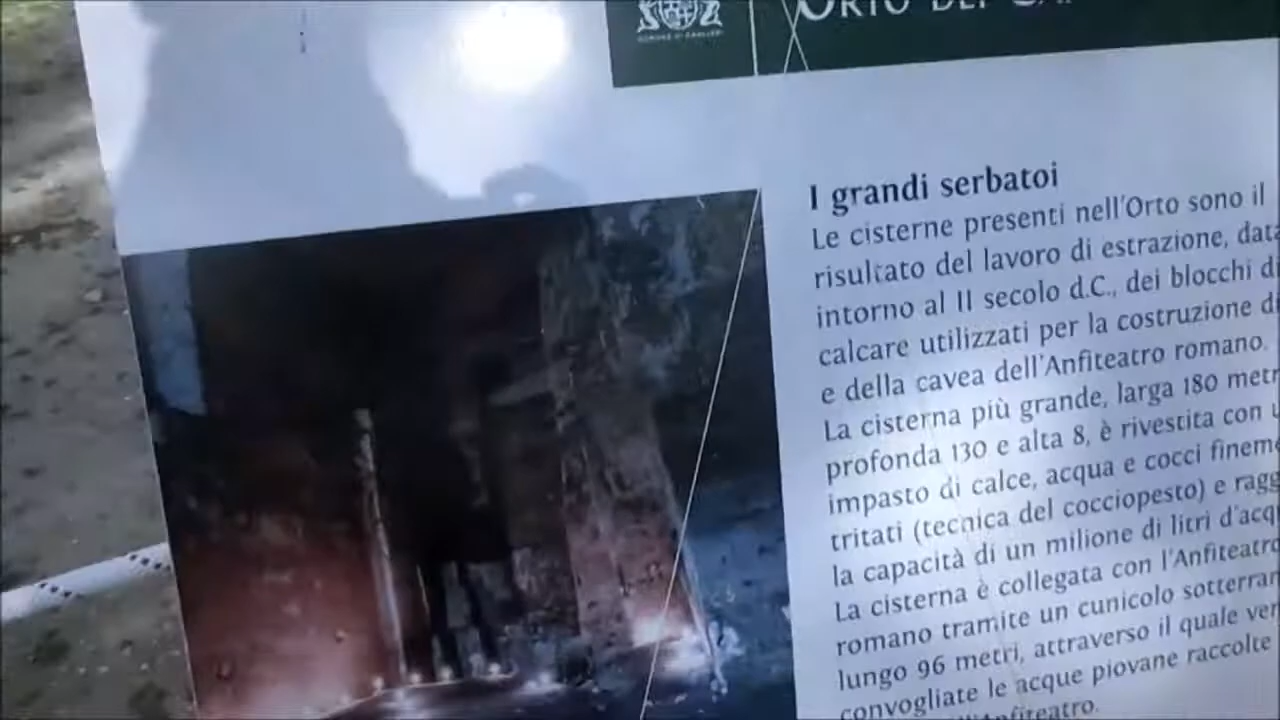 ORTO DEI
I grandi serbatoi
Le cisterne presenti nell'Orto sono il
risultato del lavoro di estrazione, data
intorno al II secolo d.C., dei blocchi di
calcare utilizzati per la costruzione di
e della cavea dell'Anfiteatro romano.
La cisterna più grande, larga 180 metr
profonda 130 e alta 8, è rivestita con u
impasto di calce, acqua e cocci fineme
tritati (tecnica del cocciopesto) e ragg
la capacità di un milione di litri d'acq
La cisterna è collegata con l'Anfiteatro
romano tramite un cunicolo sotterran
lungo 96 metri, attraverso il quale ven
convogliate le acque piovane raccolte
ll'Anfiteatro.